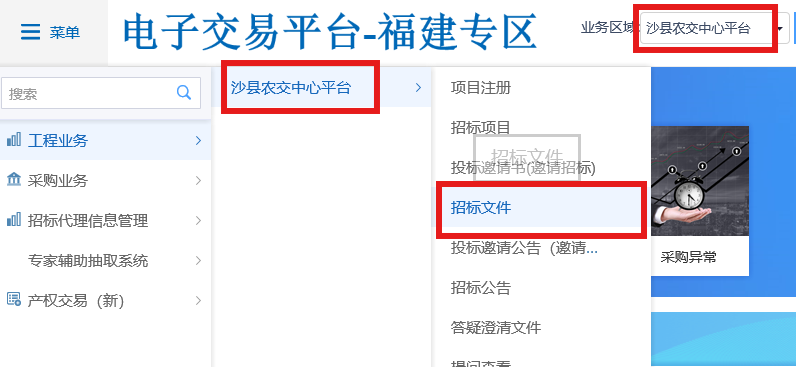 菜单
电子交易平台-福建专区
业务区域:
沙县农交中心平台
搜索
工程业务
采购业务
招标代理信息管理
专家辅助抽取系统
产权交易（新）
沙县农交中心平台
项目注册
招标项目
招标文件
投标邀请书(邀请招标)
招标文件
投标邀请公告（邀请...
招标公告
答疑澄清文件
提问查看
采购异常